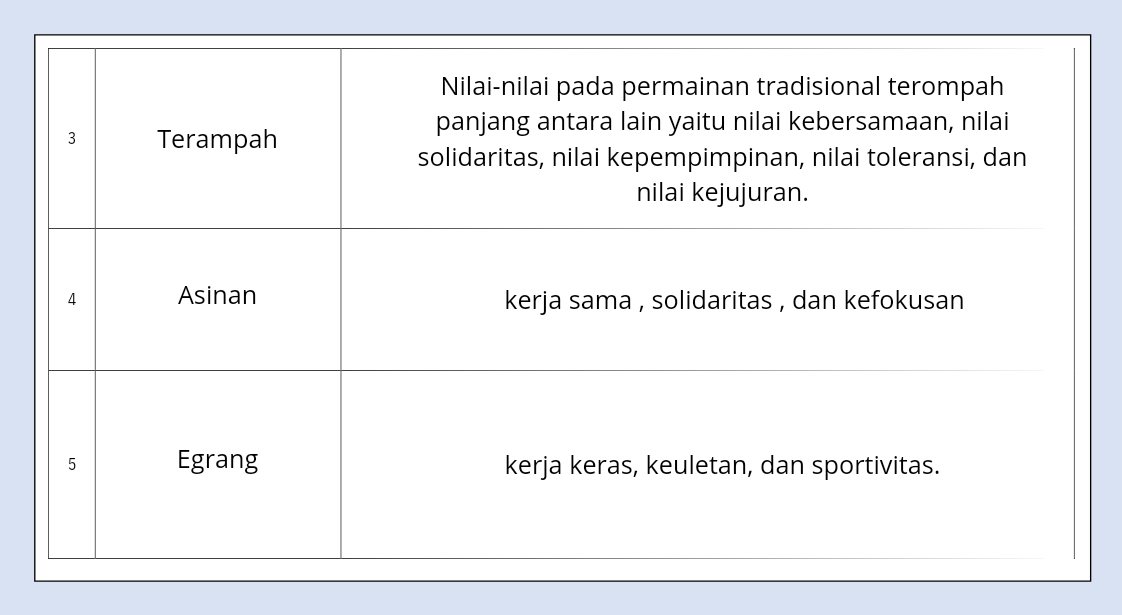 3
Terampah
Nilai-nilai pada permainan tradisional terompah
panjang antara lain yaitu nilai kebersamaan, nilai
solidaritas, nilai kepempimpinan, nilai toleransi, dan
nilai kejujuran.
4
Asinan
kerja sama , solidaritas , dan kefokusan
5
Egrang
kerja keras, keuletan, dan sportivitas.